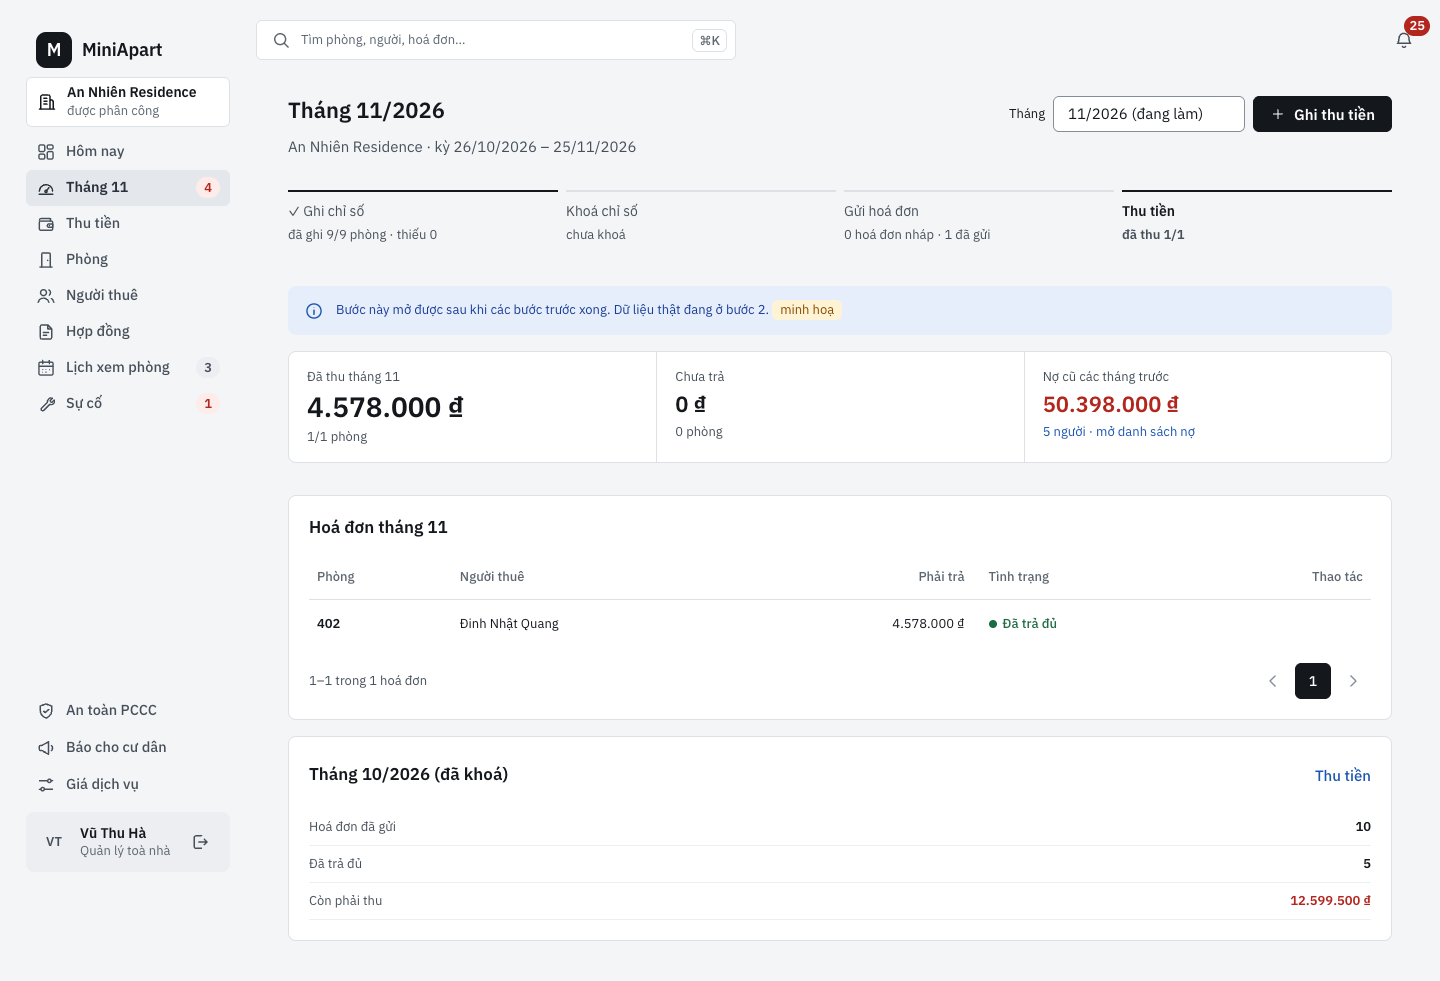 M MiniApart
An Nhiên Residence
được phân công
Hôm nay
Tháng 11 4
Thu tiền
Phòng
Người thuê
Hợp đồng
Lịch xem phòng 3
Sự cố 1
An toàn PCCC
Báo cho cư dân
Giá dịch vụ
VT Vũ Thu Hà
Quản lý toà nhà
Tìm phòng, người, hoá đơn... ⌘K
25
Tháng 11/2026
An Nhiên Residence · kỳ 26/10/2026 – 25/11/2026
Tháng 11/2026 (đang làm) + Ghi thu tiền
✓ Ghi chỉ số
đã ghi 9/9 phòng · thiếu 0
Khoá chỉ số
chưa khoá
Gửi hoá đơn
0 hoá đơn nháp · 1 đã gửi
Thu tiền
đã thu 1/1
Bước này mở được sau khi các bước trước xong. Dữ liệu thật đang ở bước 2. minh hoạ
Đã thu tháng 11
4.578.000 ₫
1/1 phòng
Chưa trả
0 ₫
0 phòng
Nợ cũ các tháng trước
50.398.000 ₫
5 người · mở danh sách nợ
Hoá đơn tháng 11
Phòng Người thuê Phải trả Tình trạng Thao tác
402 Đinh Nhật Quang 4.578.000 ₫ Đã trả đủ
1–1 trong 1 hoá đơn 1
Tháng 10/2026 (đã khoá) Thu tiền
Hoá đơn đã gửi 10
Đã trả đủ 5
Còn phải thu 12.599.500 ₫